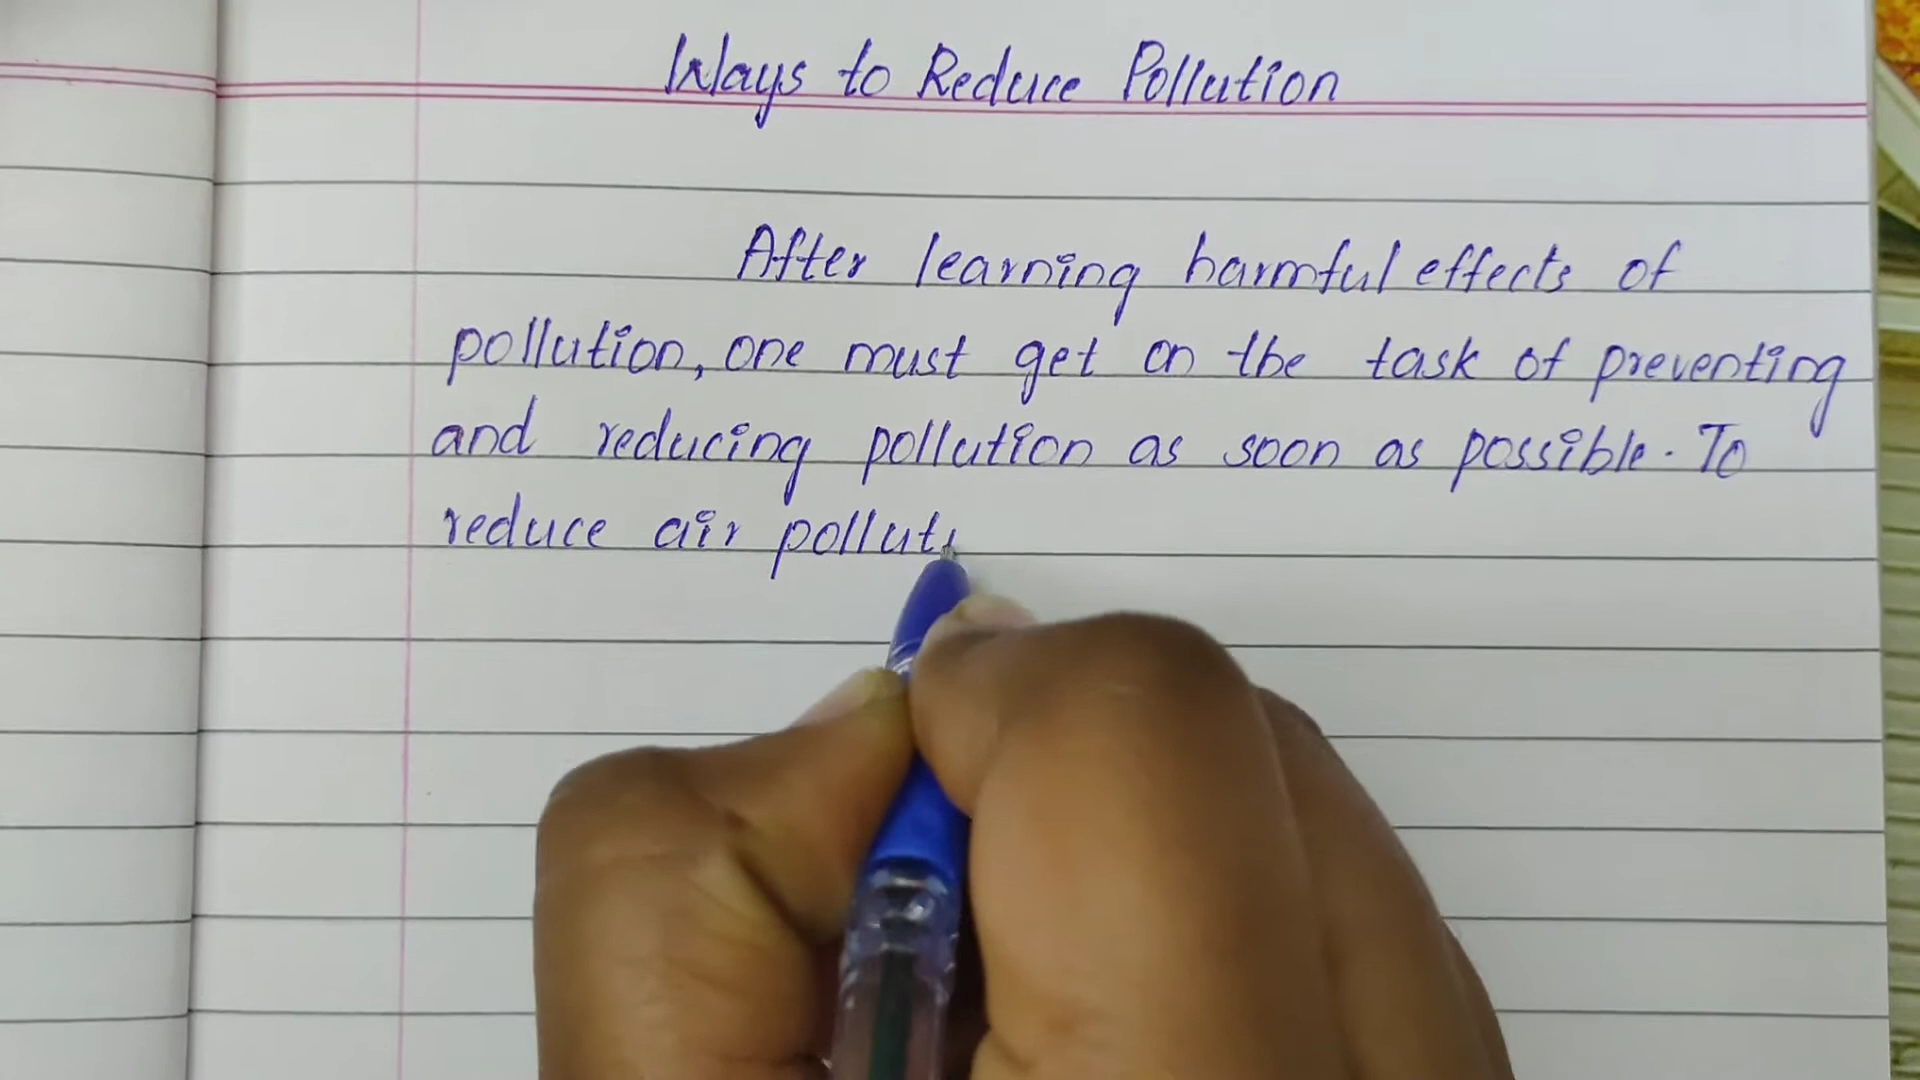 Ways to Reduce Pollution
After learning harmful effects of
pollution, one must get on the task of preventing
and reducing pollution as soon as possible. To
reduce air polluti